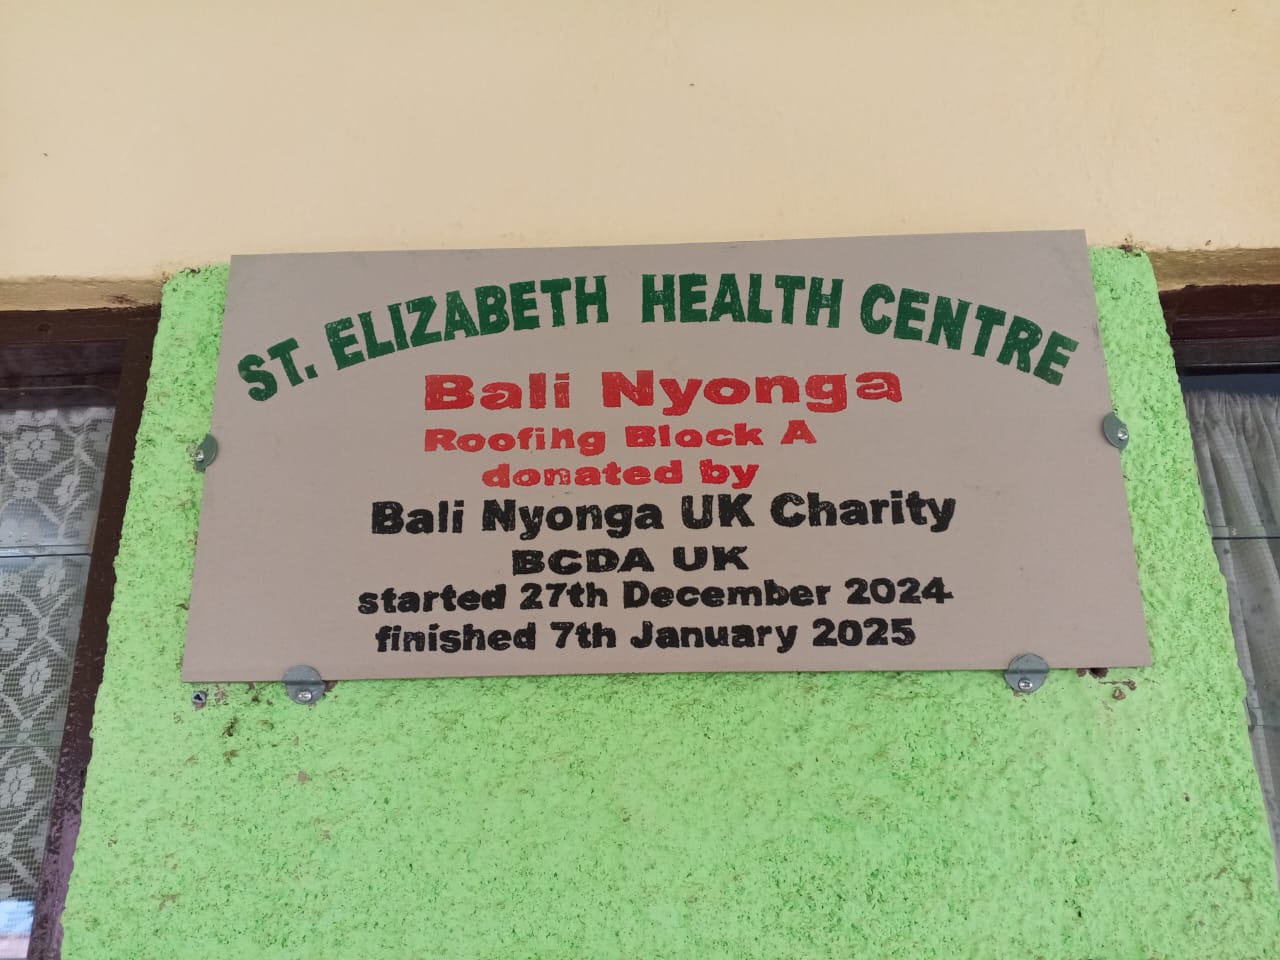 ST. ELIZABETH HEALTH CENTRE
Bali Nyonga
Roofing Block A
donated by
Bali Nyonga UK Charity
BCDA UK
started 27th December 2024
finished 7th January 2025